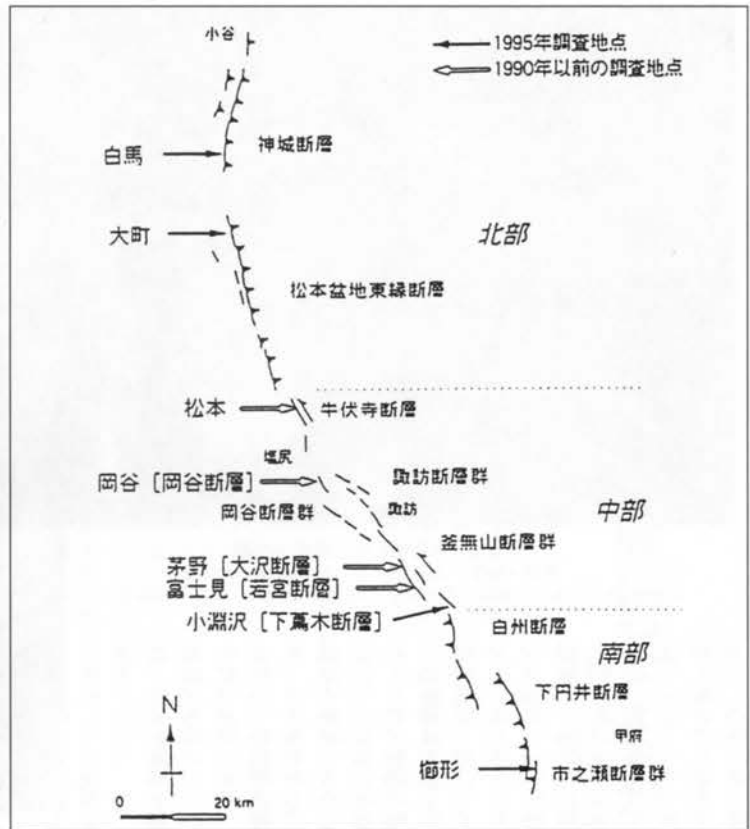 小谷
1995年調査地点
1990年以前の調査地点
白馬
神城断層
大町
北部
松本盆地東縁断層
松本
牛伏寺断層
塩尻
岡谷［岡谷断層］
諏訪断層群
岡谷断層群
諏訪
中部
釜無山断層群
茅野［大沢断層］
富士見［若宮断層］
小淵沢［下蔦木断層］
白州断層
南部
N
下円井断層
甲府
櫛形
市之瀬断層群
0
20 km